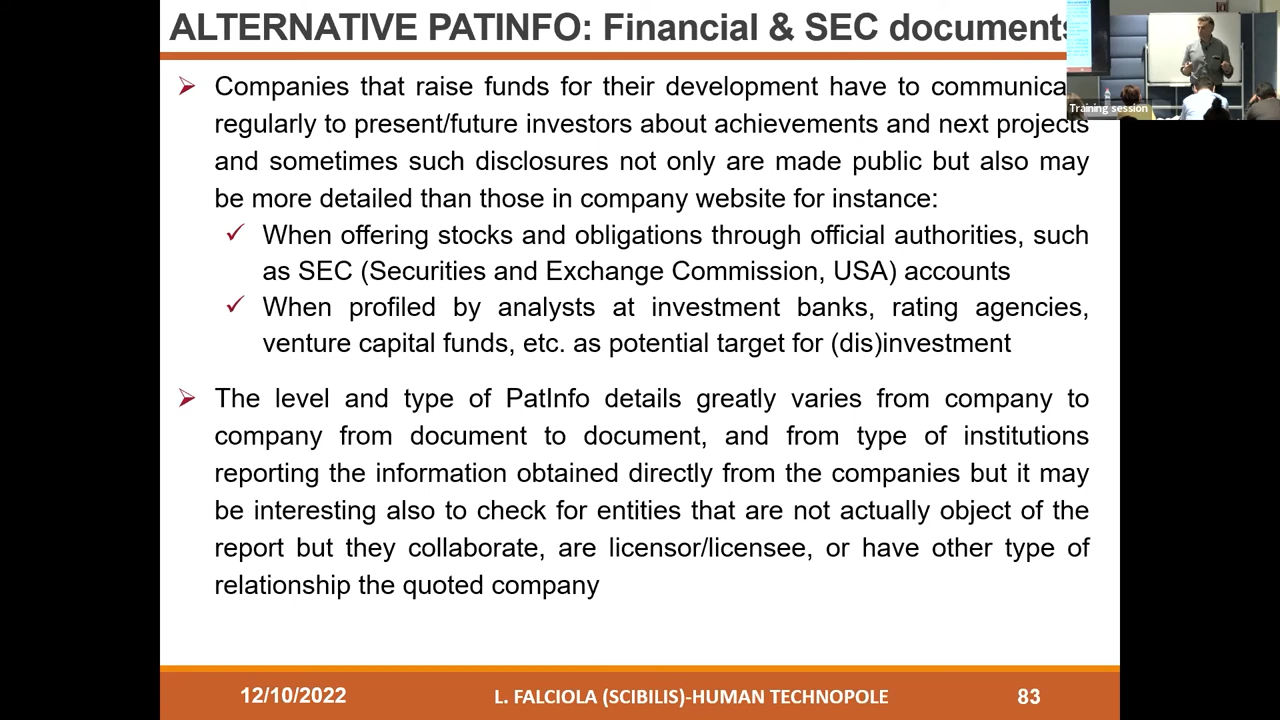 ALTERNATIVE PATINFO: Financial & SEC documents
Companies that raise funds for their development have to communica
regularly to present/future investors about achievements and next projects
and sometimes such disclosures not only are made public but also may
be more detailed than those in company website for instance:
When offering stocks and obligations through official authorities, such
as SEC (Securities and Exchange Commission, USA) accounts
When profiled by analysts at investment banks, rating agencies,
venture capital funds, etc. as potential target for (dis)investment
The level and type of PatInfo details greatly varies from company to
company from document to document, and from type of institutions
reporting the information obtained directly from the companies but it may
be interesting also to check for entities that are not actually object of the
report but they collaborate, are licensor/licensee, or have other type of
relationship the quoted company
Training session
12/10/2022
L. FALCIOLA (SCIBILIS)-HUMAN TECHNOPOLE
83